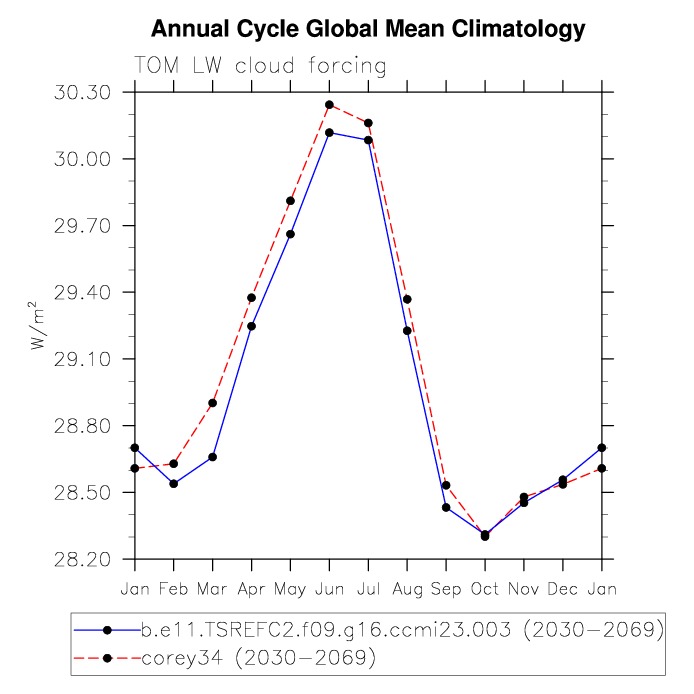 Annual Cycle Global Mean Climatology
TOM LW cloud forcing
30.30
30.00
29.70
29.40
29.10
28.80
28.50
28.20
W/m²
Jan Feb Mar Apr May Jun Jul Aug Sep Oct Nov Dec Jan
b.e11.TSREFC2.f09.g16.ccmi23.003 (2030-2069)
corey34 (2030-2069)